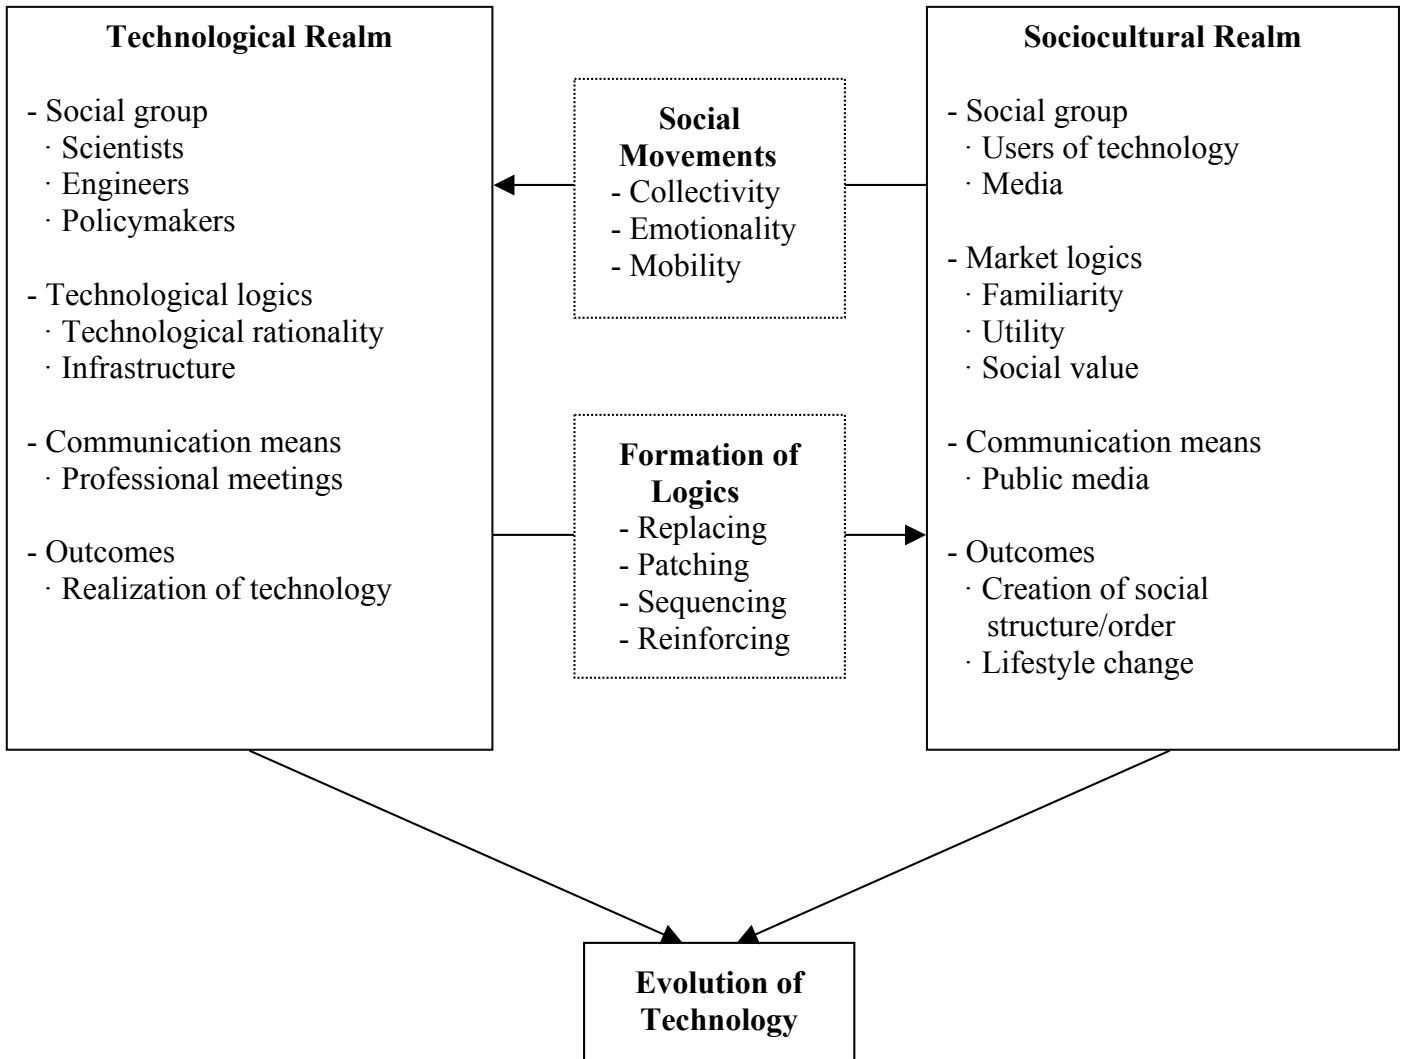 Technological Realm
- Social group
· Scientists
· Engineers
· Policymakers
- Technological logics
· Technological rationality
· Infrastructure
- Communication means
· Professional meetings
- Outcomes
· Realization of technology
Social
Movements
- Collectivity
- Emotionality
- Mobility
Formation of
Logics
- Replacing
- Patching
- Sequencing
- Reinforcing
Sociocultural Realm
- Social group
· Users of technology
· Media
- Market logics
· Familiarity
· Utility
· Social value
- Communication means
· Public media
- Outcomes
· Creation of social
structure/order
· Lifestyle change
Evolution of
Technology